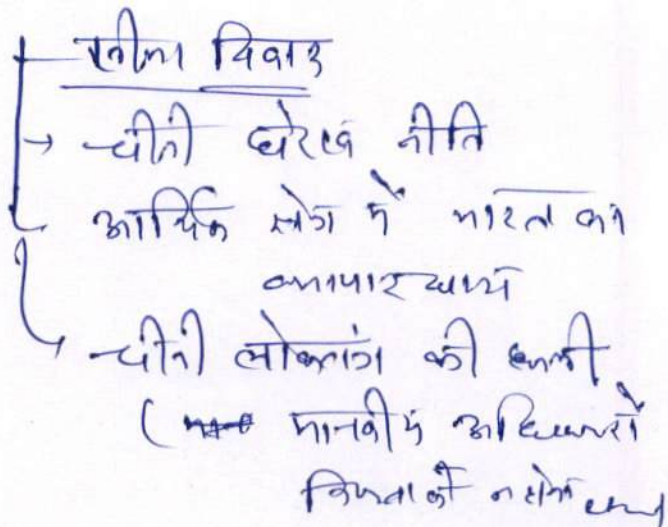 सीमा विवाद
→ चीनी घेराव नीति
आर्थिक क्षेत्र में भारत का
व्यापार घाटा
चीनी लोकतंत्र की कमी
( मानवीय अधिकारों